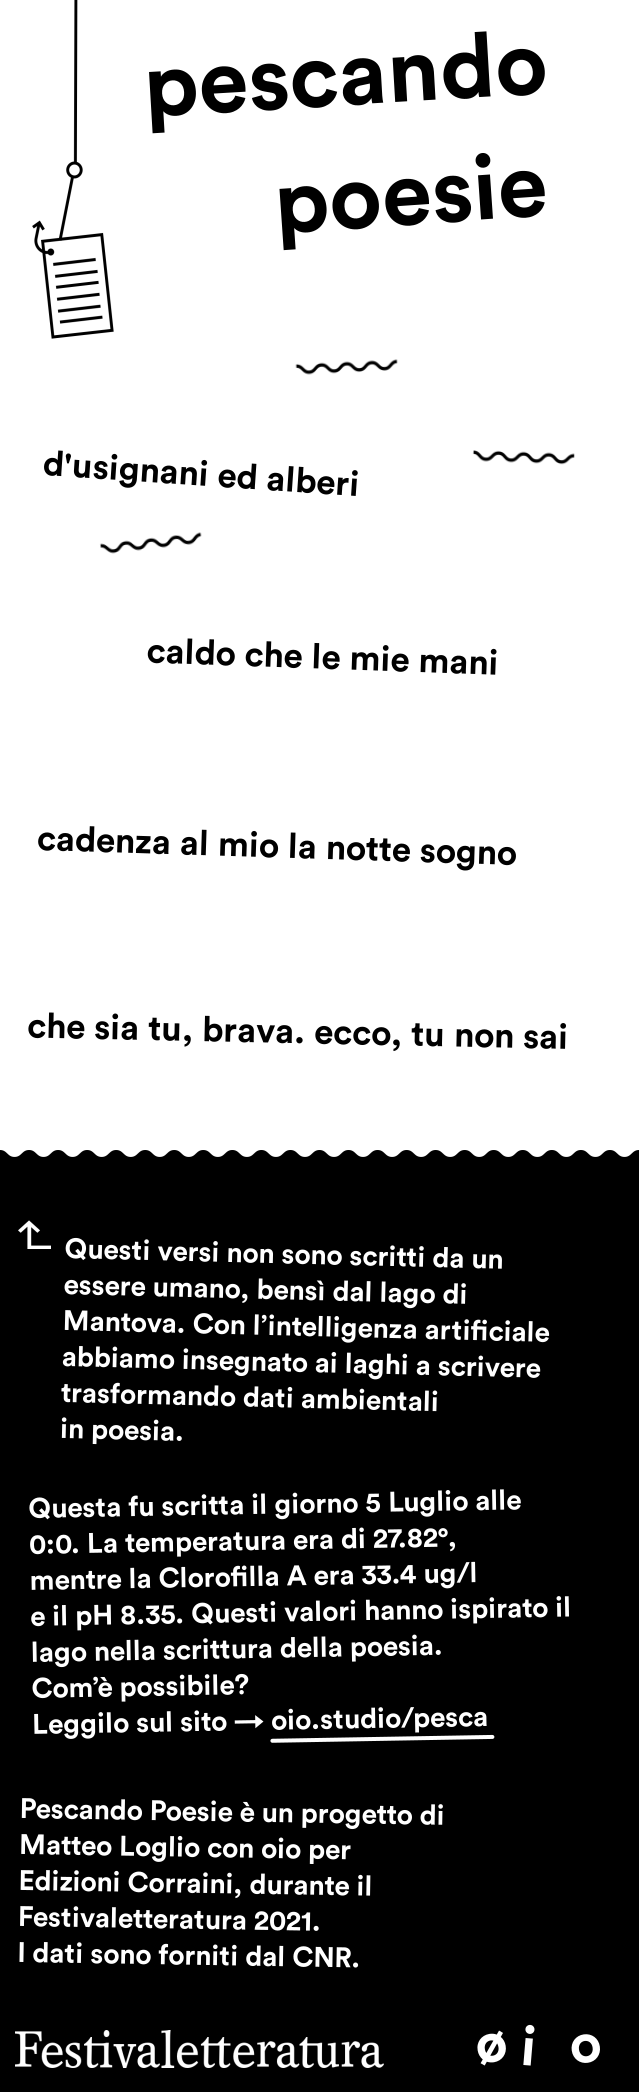 pescando
poesie
d'usignani ed alberi
caldo che le mie mani
cadenza al mio la notte sogno
che sia tu, brava. ecco, tu non sai
Questi versi non sono scritti da un
essere umano, bensì dal lago di
Mantova. Con l’intelligenza artificiale
abbiamo insegnato ai laghi a scrivere
trasformando dati ambientali
in poesia.
Questa fu scritta il giorno 5 Luglio alle
0:0. La temperatura era di 27.82°,
mentre la Clorofilla A era 33.4 ug/l
e il pH 8.35. Questi valori hanno ispirato il
lago nella scrittura della poesia.
Com’è possibile?
Leggilo sul sito → oio.studio/pesca
Pescando Poesie è un progetto di
Matteo Loglio con oio per
Edizioni Corraini, durante il
Festivaletteratura 2021.
I dati sono forniti dal CNR.
Festivaletteratura øi o